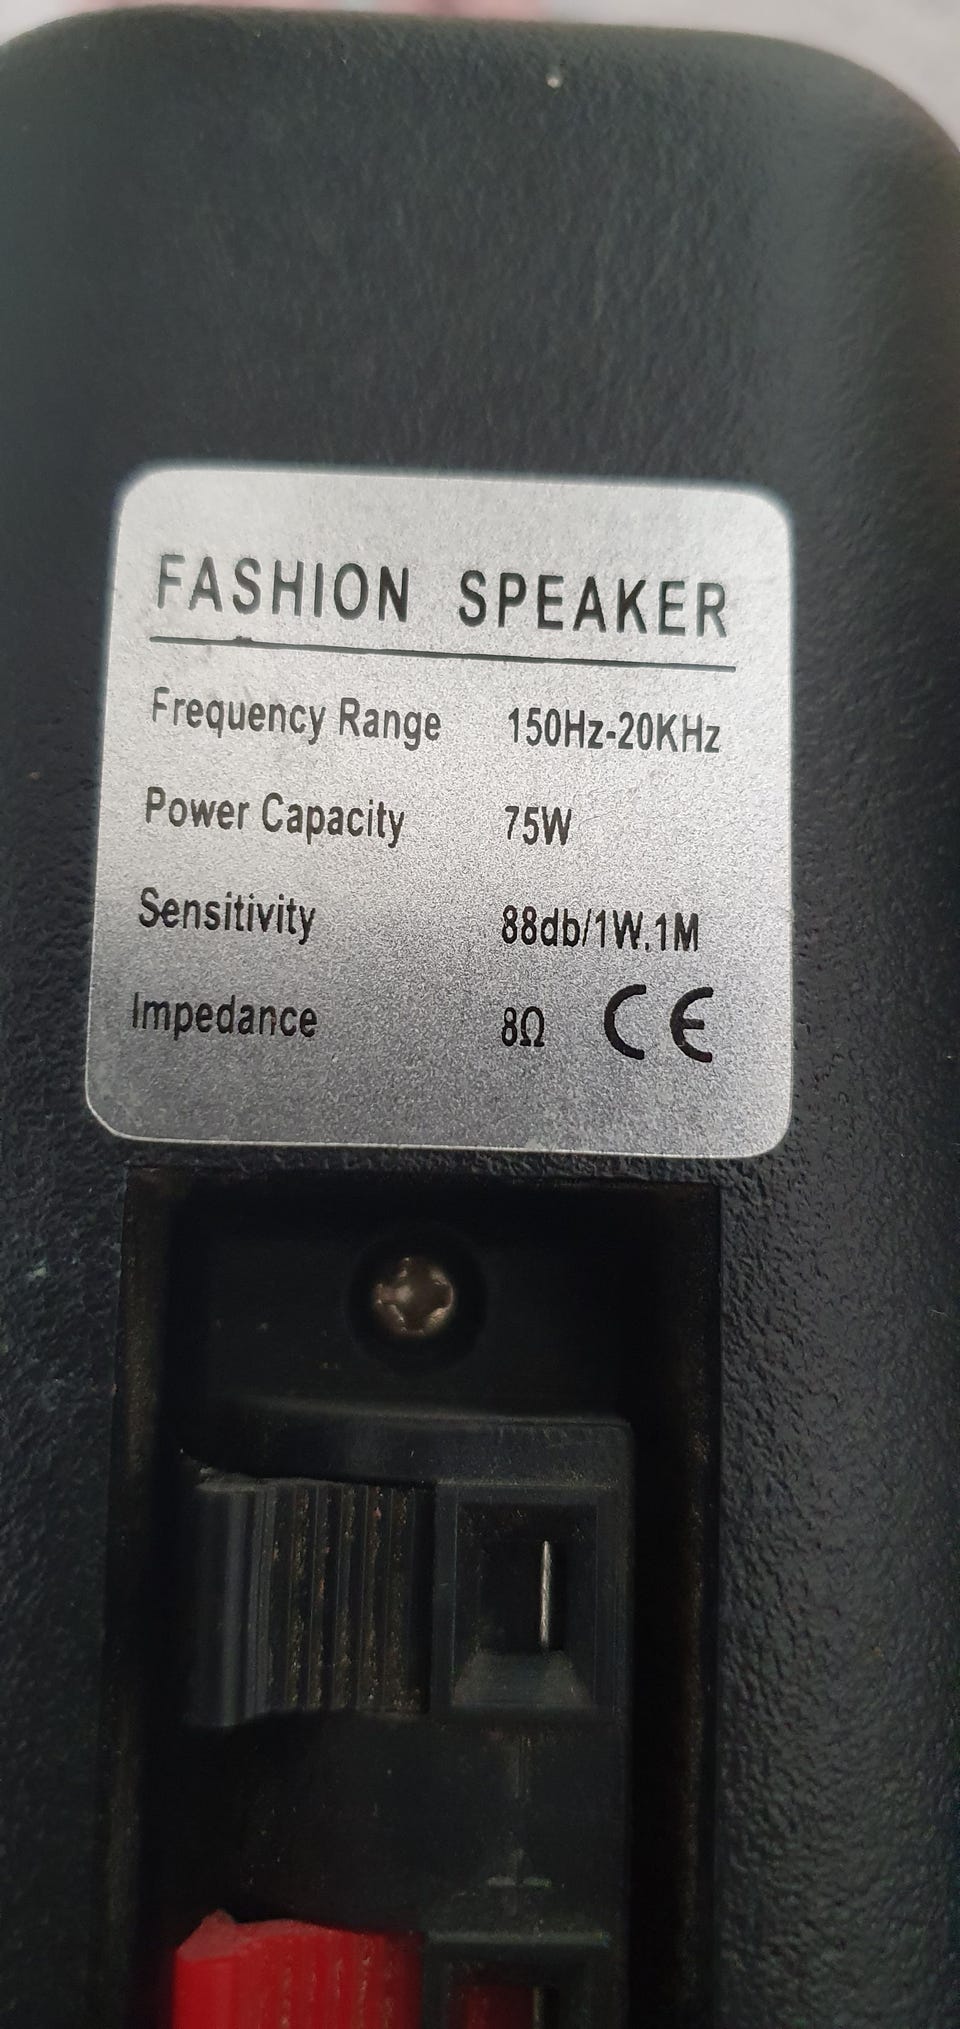 FASHION SPEAKER
Frequency Range 150Hz-20KHz
Power Capacity 75W
Sensitivity 88db/1W.1M
Impedance 8Ω CE